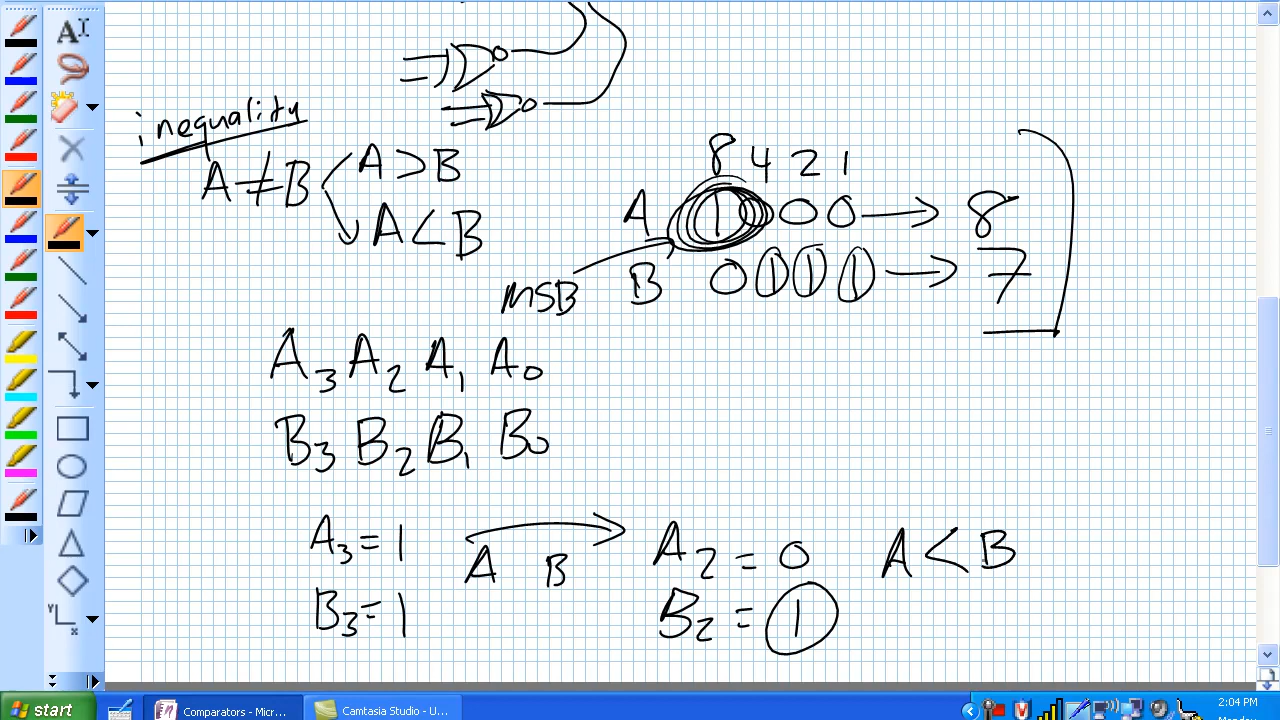 inequality
A ≠ B
A > B
A < B
8 4 2 1
A 1 0 0 0 → 8
B 0 1 1 1 → 7
MSB
A₃ A₂ A₁ A₀
B₃ B₂ B₁ B₀
A₃ = 1
B₃ = 1
A B
A₂ = 0
B₂ = 1
A < B
start
Comparators - Micr...
Camtasia Studio - U...
2:04 PM
Monday